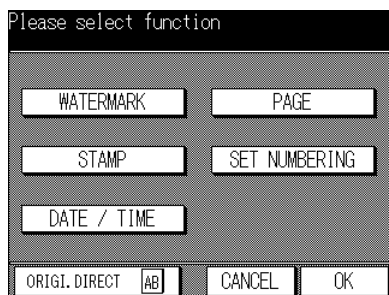 Please select function
WATERMARK PAGE
STAMP SET NUMBERING
DATE / TIME
ORIGI.DIRECT AB CANCEL OK